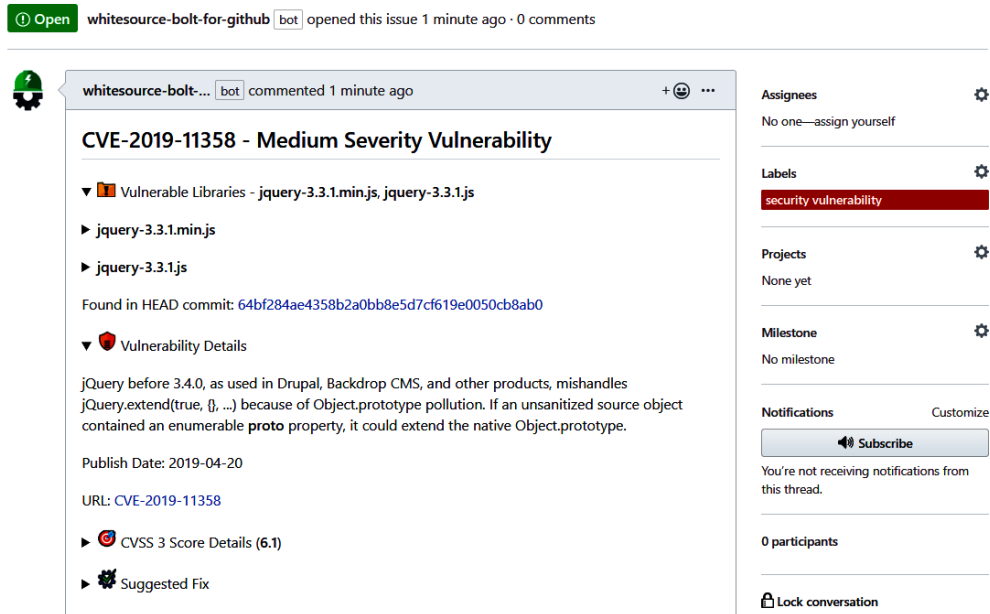 Open whitesource-bolt-for-github bot opened this issue 1 minute ago · 0 comments
whitesource-bolt-... bot commented 1 minute ago
CVE-2019-11358 - Medium Severity Vulnerability
Vulnerable Libraries - jquery-3.3.1.min.js, jquery-3.3.1.js
jquery-3.3.1.min.js
jquery-3.3.1.js
Found in HEAD commit: 64bf284ae4358b2a0bb8e5d7cf619e0050cb8ab0
Vulnerability Details
jQuery before 3.4.0, as used in Drupal, Backdrop CMS, and other products, mishandles
jQuery.extend(true, {}, ...) because of Object.prototype pollution. If an unsanitized source object
contained an enumerable proto property, it could extend the native Object.prototype.
Publish Date: 2019-04-20
URL: CVE-2019-11358
CVSS 3 Score Details (6.1)
Suggested Fix
Assignees
No one—assign yourself
Labels
security vulnerability
Projects
None yet
Milestone
No milestone
Notifications Customize
Subscribe
You're not receiving notifications from
this thread.
0 participants
Lock conversation